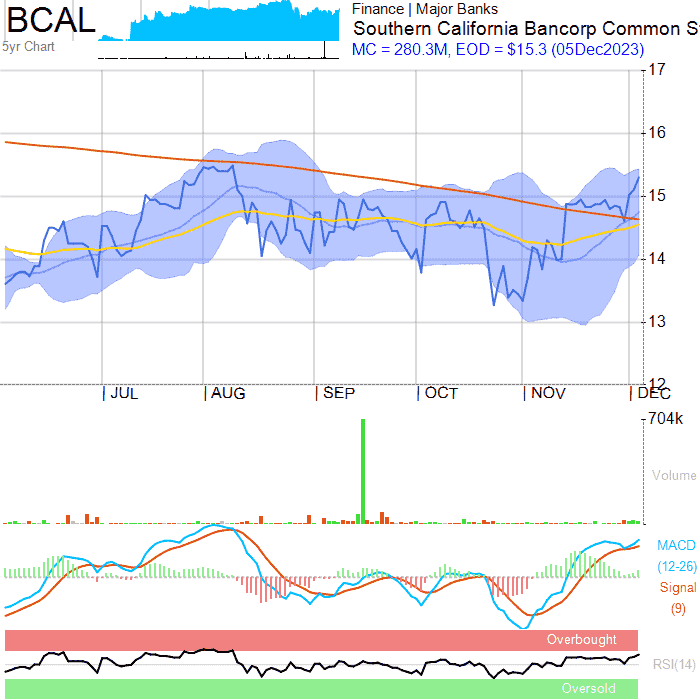 BCAL
5yr Chart
Finance | Major Banks
Southern California Bancorp Common S
MC = 280.3M, EOD = $15.3 (05Dec2023)
17
16
15
14
13
12
JUL AUG SEP OCT NOV DEC
704k
Volume
MACD
(12-26)
Signal
(9)
Overbought
RSI(14)
Oversold